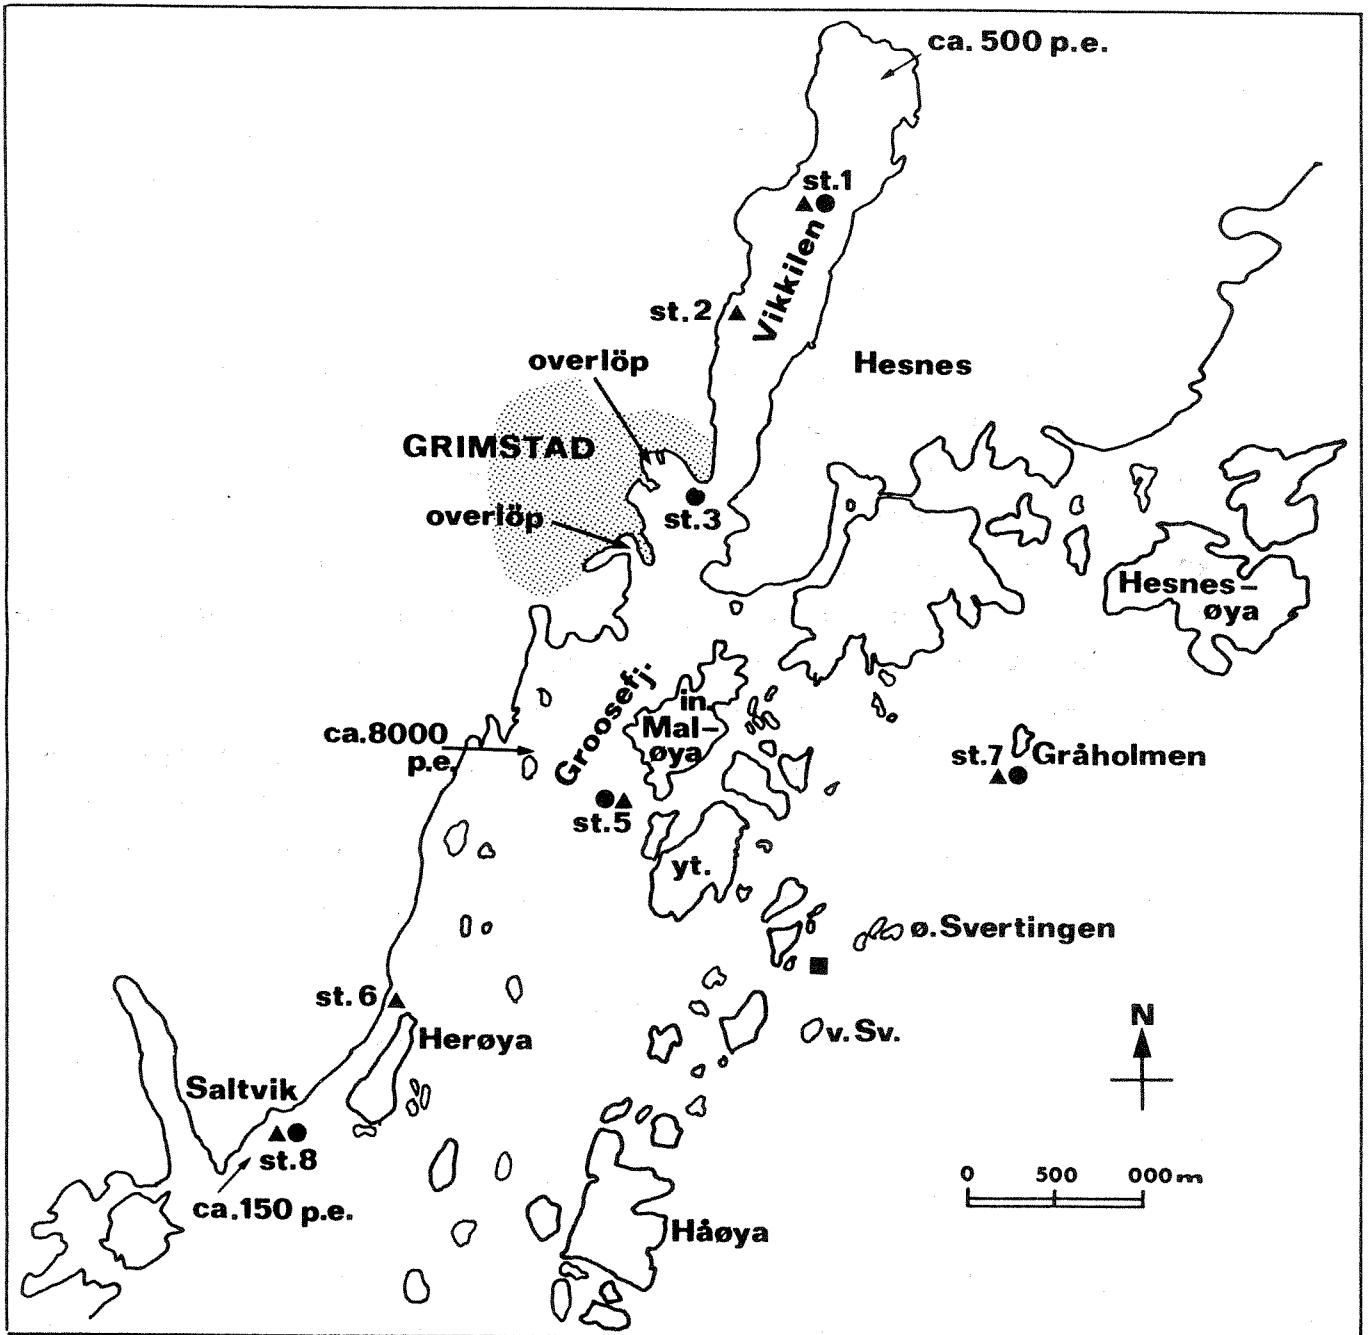 ca. 500 p.e.
st.1
Vikkilen
st.2
overlöp
Hesnes
GRIMSTAD
overlöp
st.3
Hesnes–
øya
Groosefj.
in.
Mal–
øya
ca.8000
p.e.
st.7
Gråholmen
st.5
yt.
ø.Svertingen
st.6
Herøya
v.Sv.
N
Saltvik
st.8
ca.150 p.e.
0 500 000 m
Håøya